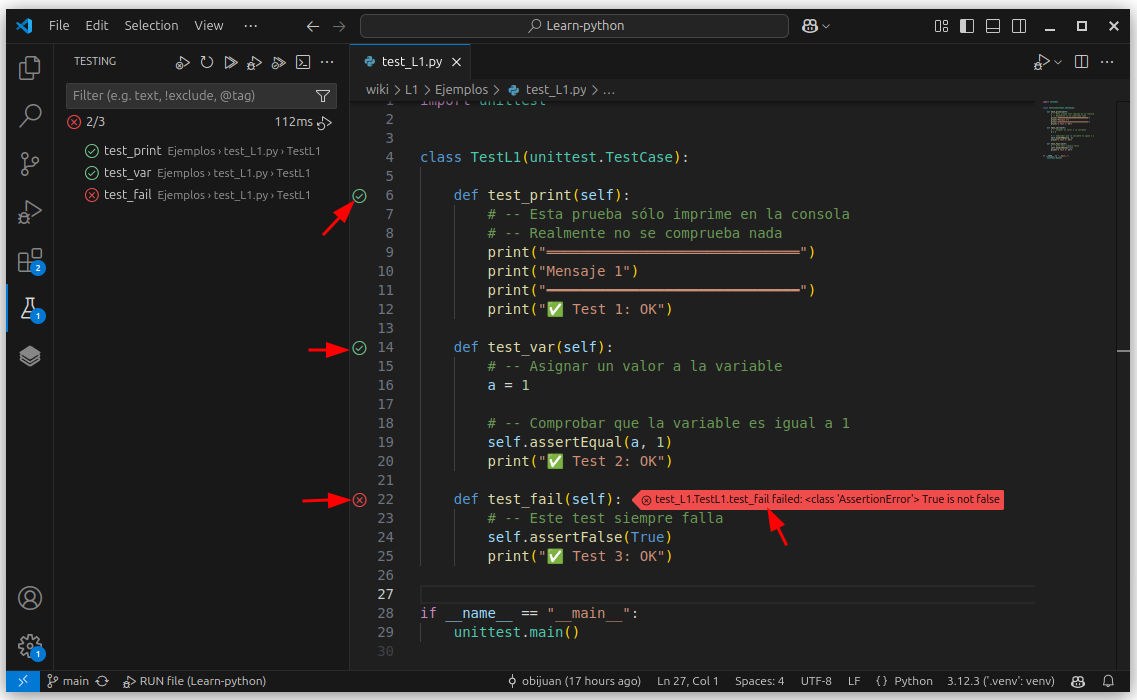 File Edit Selection View ··· Learn-python
TESTING
Filter (e.g. text, !exclude, @tag)
2/3 112ms
test_print Ejemplos › test_L1.py › TestL1
test_var Ejemplos › test_L1.py › TestL1
test_fail Ejemplos › test_L1.py › TestL1
2
1
1
test_L1.py
wiki > L1 > Ejemplos > test_L1.py > ...
1 import unittest
2
3
4 class TestL1(unittest.TestCase):
5
6 def test_print(self):
7 # -- Esta prueba sólo imprime en la consola
8 # -- Realmente no se comprueba nada
9 print("══════════════════════════════")
10 print("Mensaje 1")
11 print("══════════════════════════════")
12 print("✅ Test 1: OK")
13
14 def test_var(self):
15 # -- Asignar un valor a la variable
16 a = 1
17
18 # -- Comprobar que la variable es igual a 1
19 self.assertEqual(a, 1)
20 print("✅ Test 2: OK")
21
22 def test_fail(self): test_L1.TestL1.test_fail failed: <class 'AssertionError'> True is not false
23 # -- Este test siempre falla
24 self.assertFalse(True)
25 print("✅ Test 3: OK")
26
27
28 if __name__ == "__main__":
29 unittest.main()
30
main RUN file (Learn-python) obijuan (17 hours ago) Ln 27, Col 1 Spaces: 4 UTF-8 LF {} Python 3.12.3 ('.venv': venv)